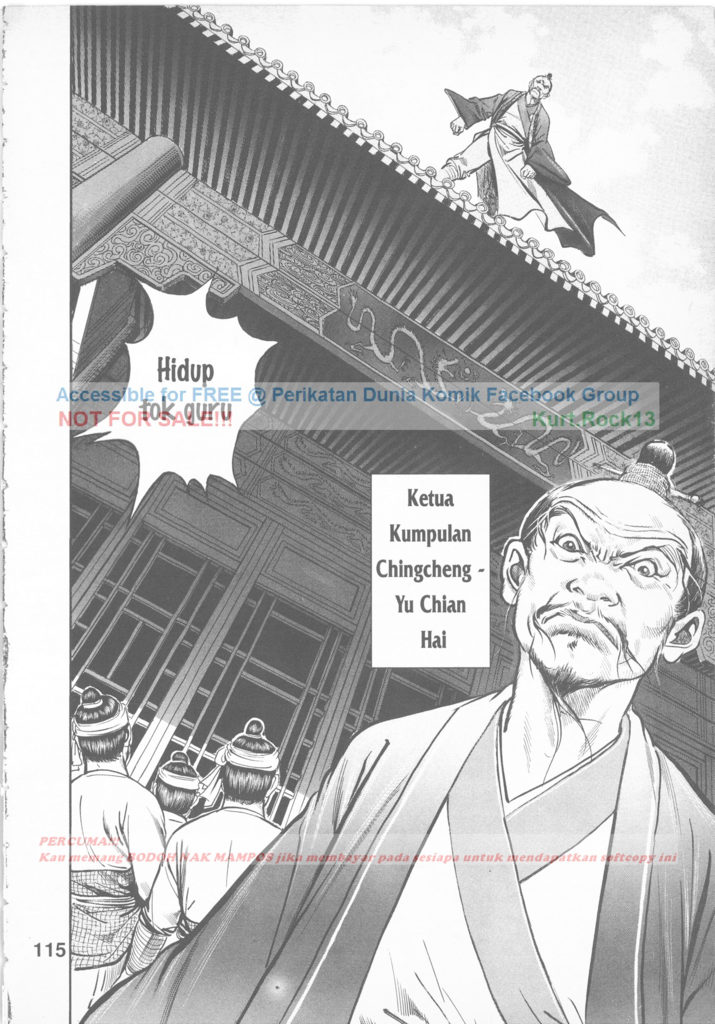 Hidup
tok guru
Accessible for FREE @ Perikatan Dunia Komik Facebook Group
NOT FOR SALE!!!
Kurt.Rock13
Ketua
Kumpulan
Chingcheng -
Yu Chian
Hai
PERCUMA!!!
Kau memang BODOH NAK MAMPOS jika membayar pada sesiapa untuk mendapatkan softcopy ini
115